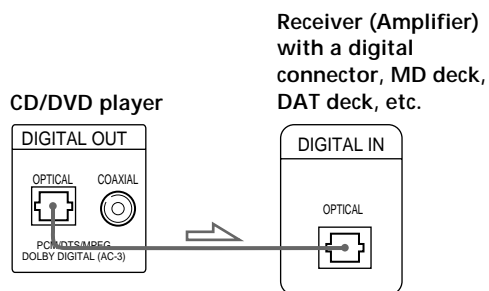 Receiver (Amplifier)
with a digital
connector, MD deck,
DAT deck, etc.
CD/DVD player
DIGITAL OUT
OPTICAL
COAXIAL
PCM/DTS/MPEG
DOLBY DIGITAL (AC-3)
DIGITAL IN
OPTICAL